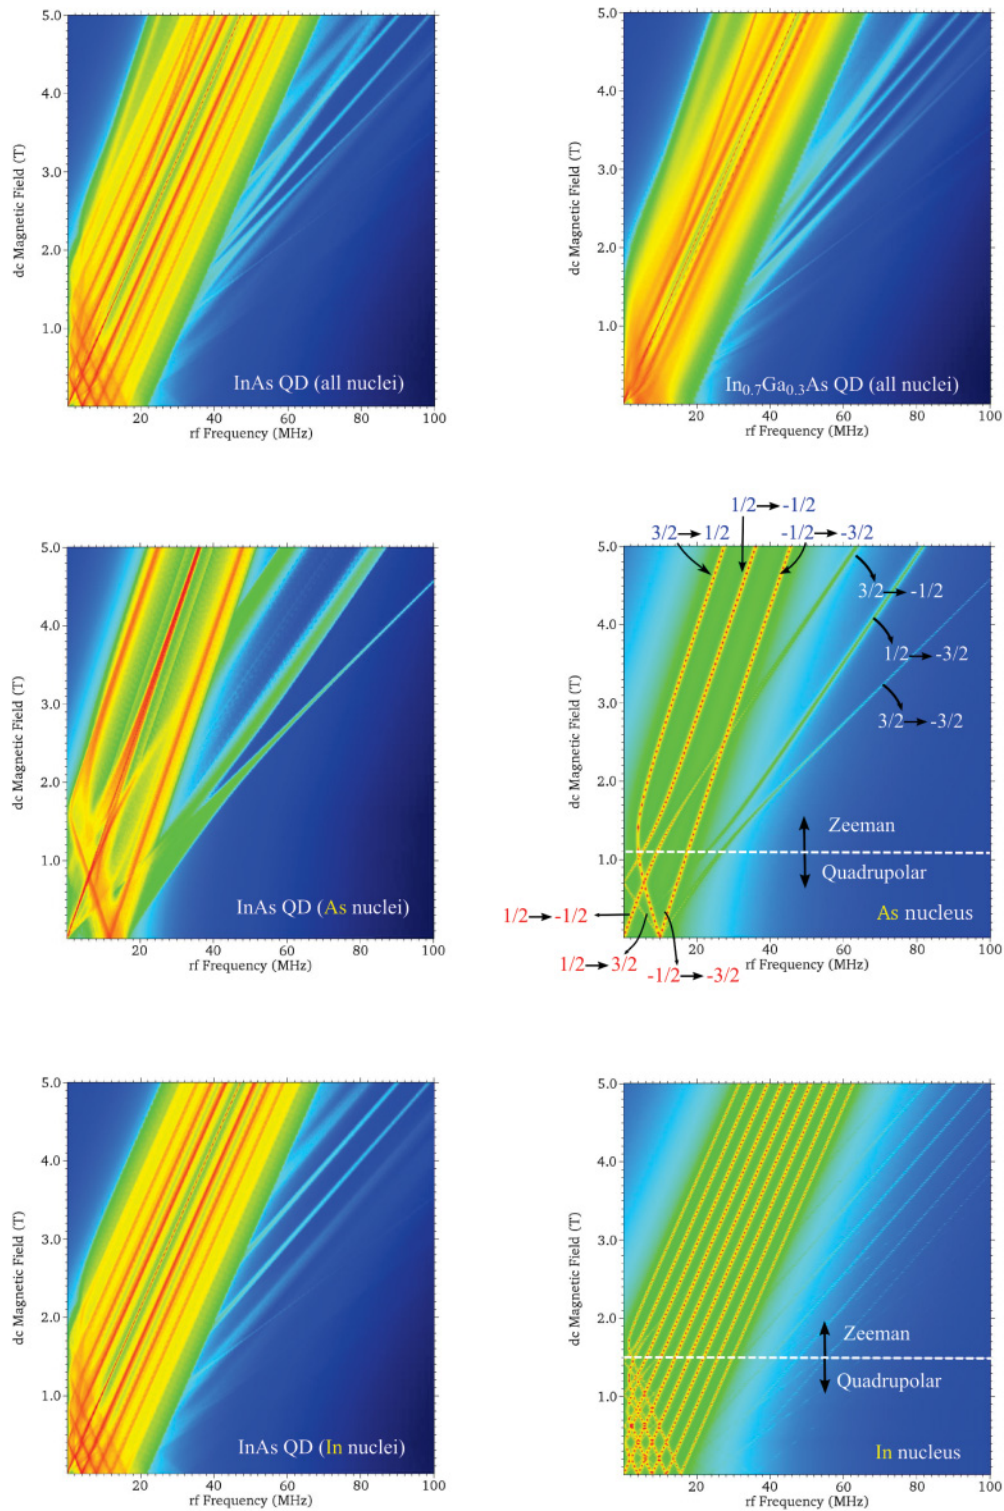 5.0
4.0
3.0
2.0
1.0
dc Magnetic Field (T)
InAs QD (all nuclei)
20 40 60 80 100
rf Frequency (MHz)
5.0
4.0
3.0
2.0
1.0
dc Magnetic Field (T)
In0.7Ga0.3As QD (all nuclei)
20 40 60 80 100
rf Frequency (MHz)
5.0
4.0
3.0
2.0
1.0
dc Magnetic Field (T)
InAs QD (As nuclei)
20 40 60 80 100
rf Frequency (MHz)
1/2→-1/2
3/2→1/2
-1/2→-3/2
5.0
4.0
3.0
2.0
1.0
dc Magnetic Field (T)
3/2→-1/2
1/2→-3/2
3/2→-3/2
Zeeman
Quadrupolar
As nucleus
1/2→-1/2
1/2→3/2
-1/2→-3/2
20 40 60 80 100
rf Frequency (MHz)
5.0
4.0
3.0
2.0
1.0
dc Magnetic Field (T)
InAs QD (In nuclei)
20 40 60 80 100
rf Frequency (MHz)
5.0
4.0
3.0
2.0
1.0
dc Magnetic Field (T)
Zeeman
Quadrupolar
In nucleus
20 40 60 80 100
rf Frequency (MHz)